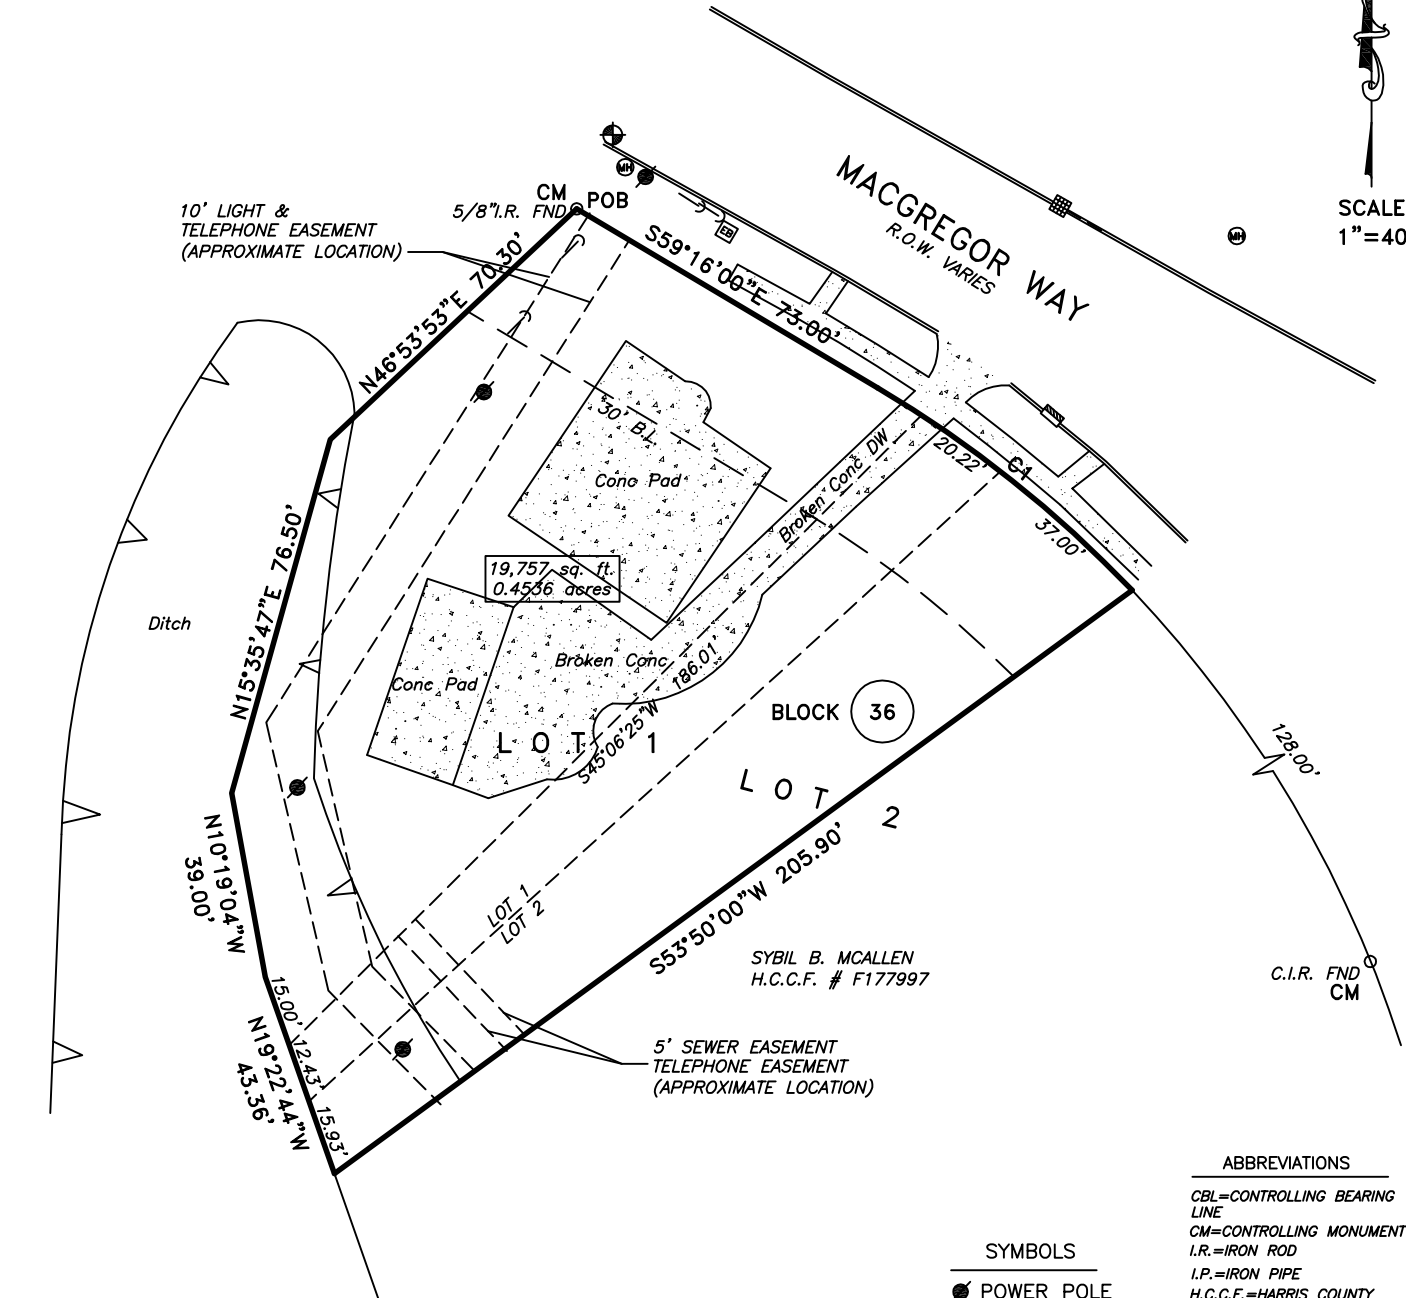 MACGREGOR WAY
R.O.W. VARIES
SCALE
1"=40
MH
MH
EB
CM
POB
5/8"I.R. FND
10' LIGHT &
TELEPHONE EASEMENT
(APPROXIMATE LOCATION)
S59°16'00"E 73.00'
N46°53'53"E 70.30'
30' B.L.
Conc Pad
Broken Conc DW
20.22'
C1
37.00'
N15°35'47"E 76.50'
19,757 sq. ft.
0.4536 acres
Ditch
Broken Conc
Conc Pad
186.01'
S45°06'25"W
LOT 1
BLOCK 36
LOT 2
128.00'
N10°19'04"W
39.00'
S53°50'00"W 205.90'
LOT 1
LOT 2
SYBIL B. MCALLEN
H.C.C.F. # F177997
C.I.R. FND
CM
15.00'
N19°22'44"W
43.36'
12.43'
15.93'
5' SEWER EASEMENT
TELEPHONE EASEMENT
(APPROXIMATE LOCATION)
ABBREVIATIONS
CBL=CONTROLLING BEARING
LINE
CM=CONTROLLING MONUMENT
I.R.=IRON ROD
I.P.=IRON PIPE
H.C.C.F.=HARRIS COUNTY
SYMBOLS
POWER POLE